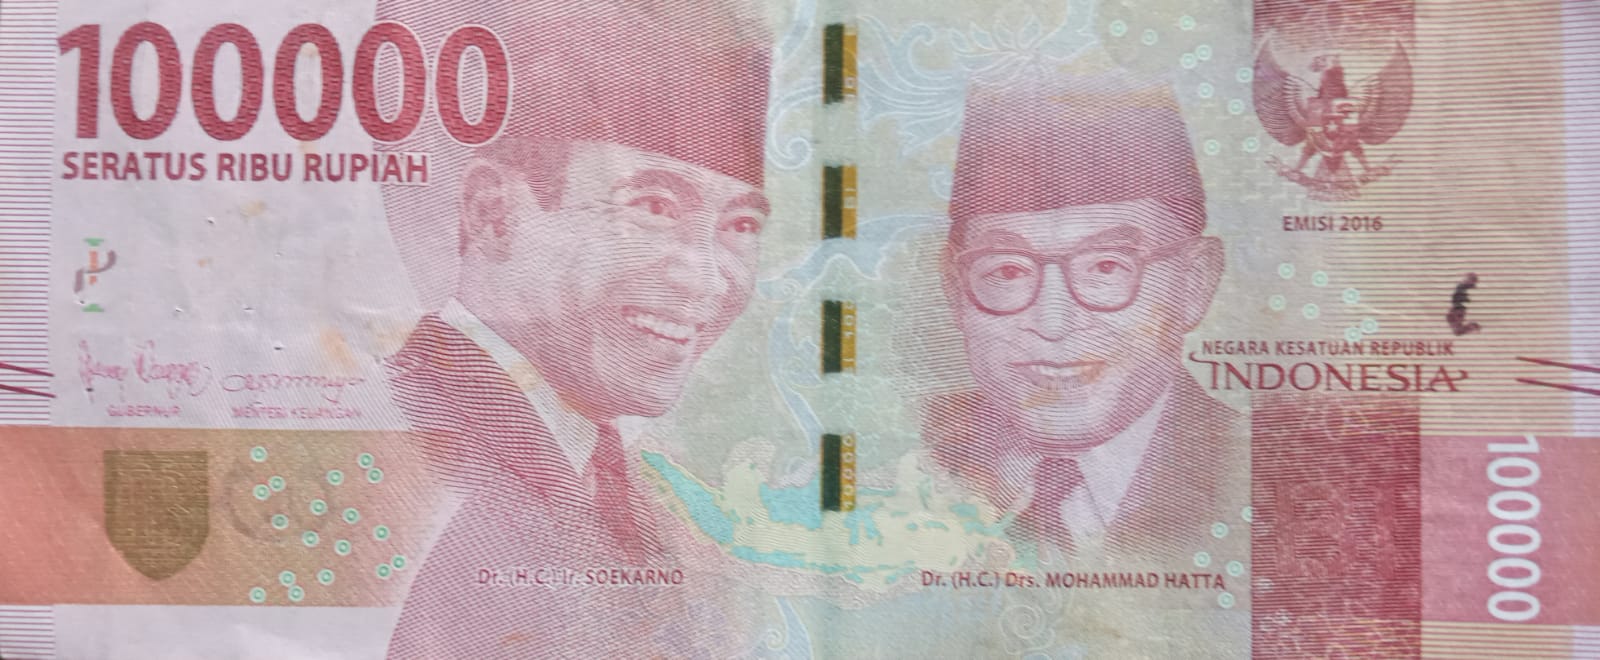 100000
SERATUS RIBU RUPIAH
EMISI 2016
NEGARA KESATUAN REPUBLIK
INDONESIA
GUBERNUR
MENTERI KEUANGAN
100000
Dr. (H.C.) Ir. SOEKARNO
Dr. (H.C.) Drs. MOHAMMAD HATTA